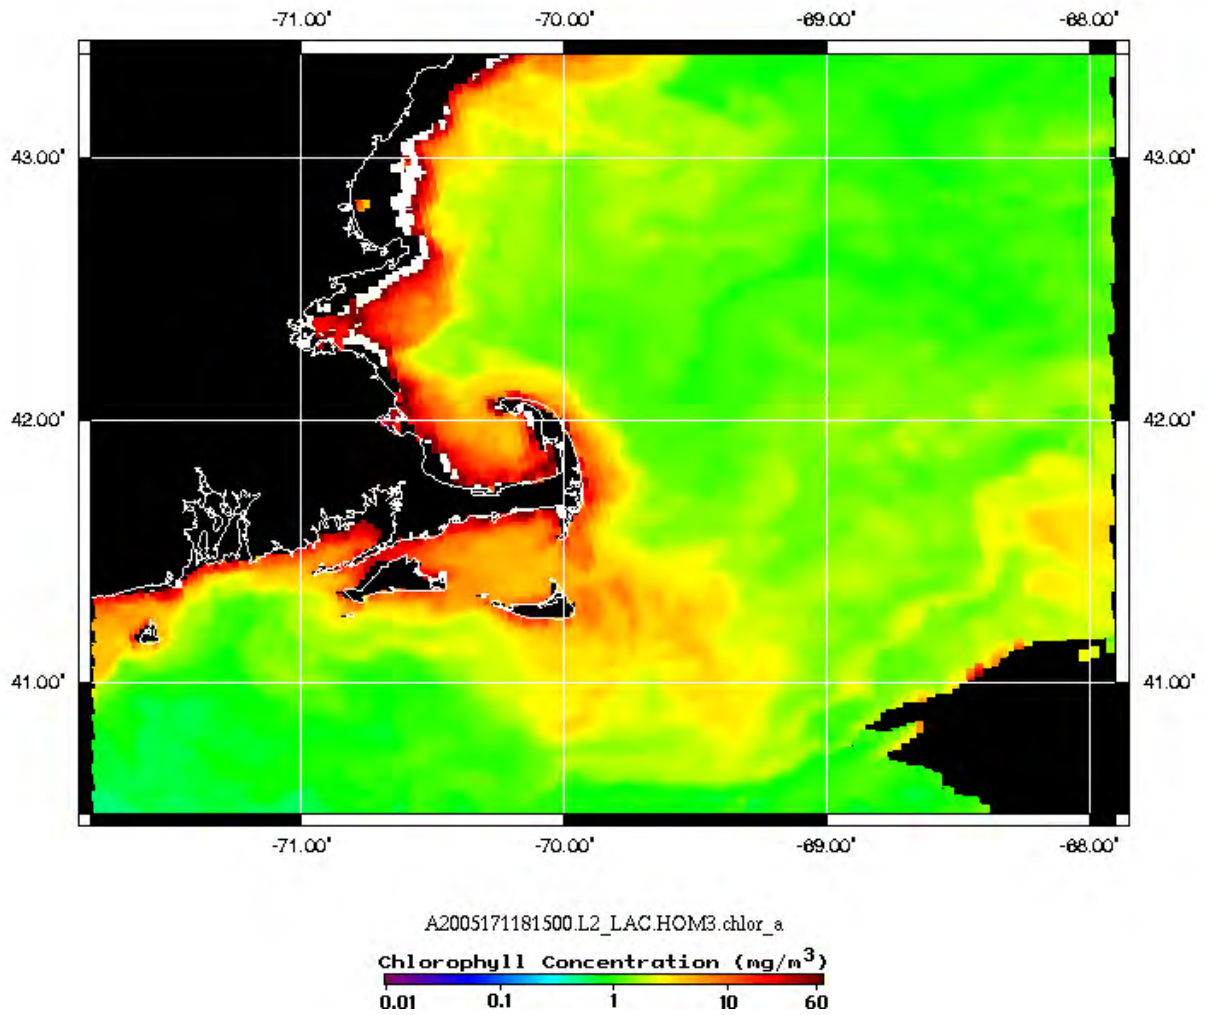 -71.00' -70.00' -69.00' -68.00'
43.00' 43.00'
42.00' 42.00'
41.00' 41.00'
-71.00' -70.00' -69.00' -68.00'
A2005171181500.L2_LAC.HOM3.chlor_a
Chlorophyll Concentration (mg/m³)
0.01 0.1 1 10 60